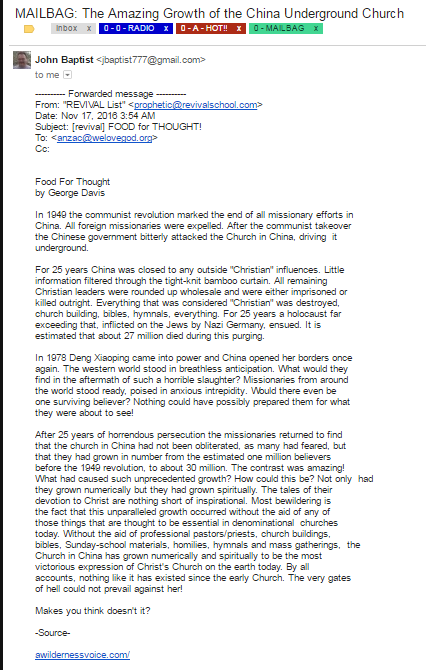 MAILBAG: The Amazing Growth of the China Underground Church
Inbox x 0 - 0 - RADIO x 0 - A - HOT!! x 0 - MAILBAG x
John Baptist <jbaptist777@gmail.com>
to me
---------- Forwarded message ----------
From: "REVIVAL List" <prophetic@revivalschool.com>
Date: Nov 17, 2016 3:54 AM
Subject: [revival] FOOD for THOUGHT!
To: <anzac@welovegod.org>
Cc:
Food For Thought
by George Davis
In 1949 the communist revolution marked the end of all missionary efforts in
China. All foreign missionaries were expelled. After the communist takeover
the Chinese government bitterly attacked the Church in China, driving it
underground.
For 25 years China was closed to any outside "Christian" influences. Little
information filtered through the tight-knit bamboo curtain. All remaining
Christian leaders were rounded up wholesale and were either imprisoned or
killed outright. Everything that was considered "Christian" was destroyed,
church building, bibles, hymnals, everything. For 25 years a holocaust far
exceeding that, inflicted on the Jews by Nazi Germany, ensued. It is
estimated that about 27 million died during this purging.
In 1978 Deng Xiaoping came into power and China opened her borders once
again. The western world stood in breathless anticipation. What would they
find in the aftermath of such a horrible slaughter? Missionaries from around
the world stood ready, poised in anxious intrepidity. Would there even be
one surviving believer? Nothing could have possibly prepared them for what
they were about to see!
After 25 years of horrendous persecution the missionaries returned to find
that the church in China had not been obliterated, as many had feared, but
that they had grown in number from the estimated one million believers
before the 1949 revolution, to about 30 million. The contrast was amazing!
What had caused such unprecedented growth? How could this be? Not only had
they grown numerically but they had grown spiritually. The tales of their
devotion to Christ are nothing short of inspirational. Most bewildering is
the fact that this unparalleled growth occurred without the aid of any of
those things that are thought to be essential in denominational churches
today. Without the aid of professional pastors/priests, church buildings,
bibles, Sunday-school materials, homilies, hymnals and mass gatherings, the
Church in China has grown numerically and spiritually to be the most
victorious expression of Christ's Church on the earth today. By all
accounts, nothing like it has existed since the early Church. The very gates
of hell could not prevail against her!
Makes you think doesn't it?
-Source-
awildernessvoice.com/